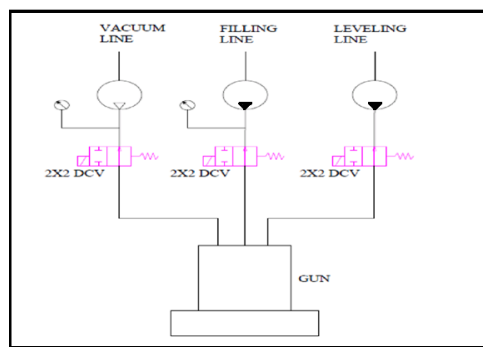 VACUUM LINE
FILLING LINE
LEVELING LINE
2X2 DCV
2X2 DCV
2X2 DCV
GUN